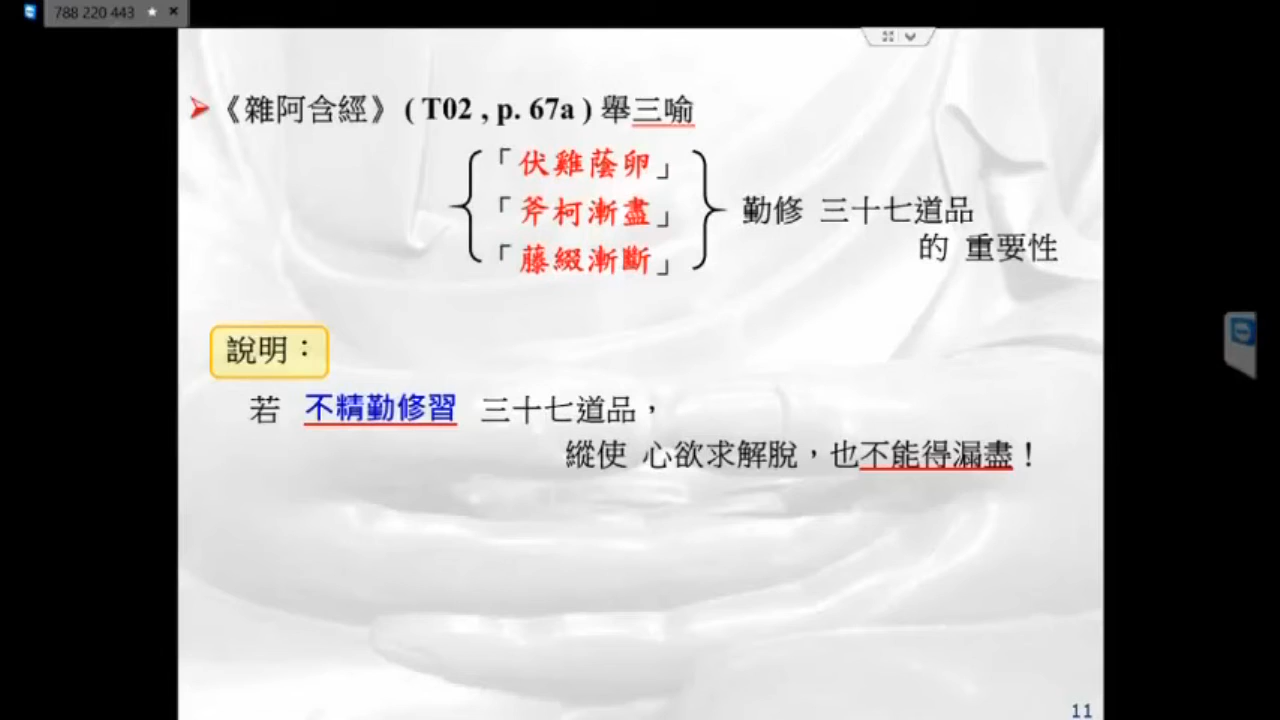 788 220 443
《雜阿含經》( T02 , p. 67a ) 舉三喻
「伏雞蔭卵」
「斧柯漸盡」
「藤綴漸斷」
勤修 三十七道品
的 重要性
說明：
若 不精勤修習 三十七道品，
縱使 心欲求解脫，也不能得漏盡！
11